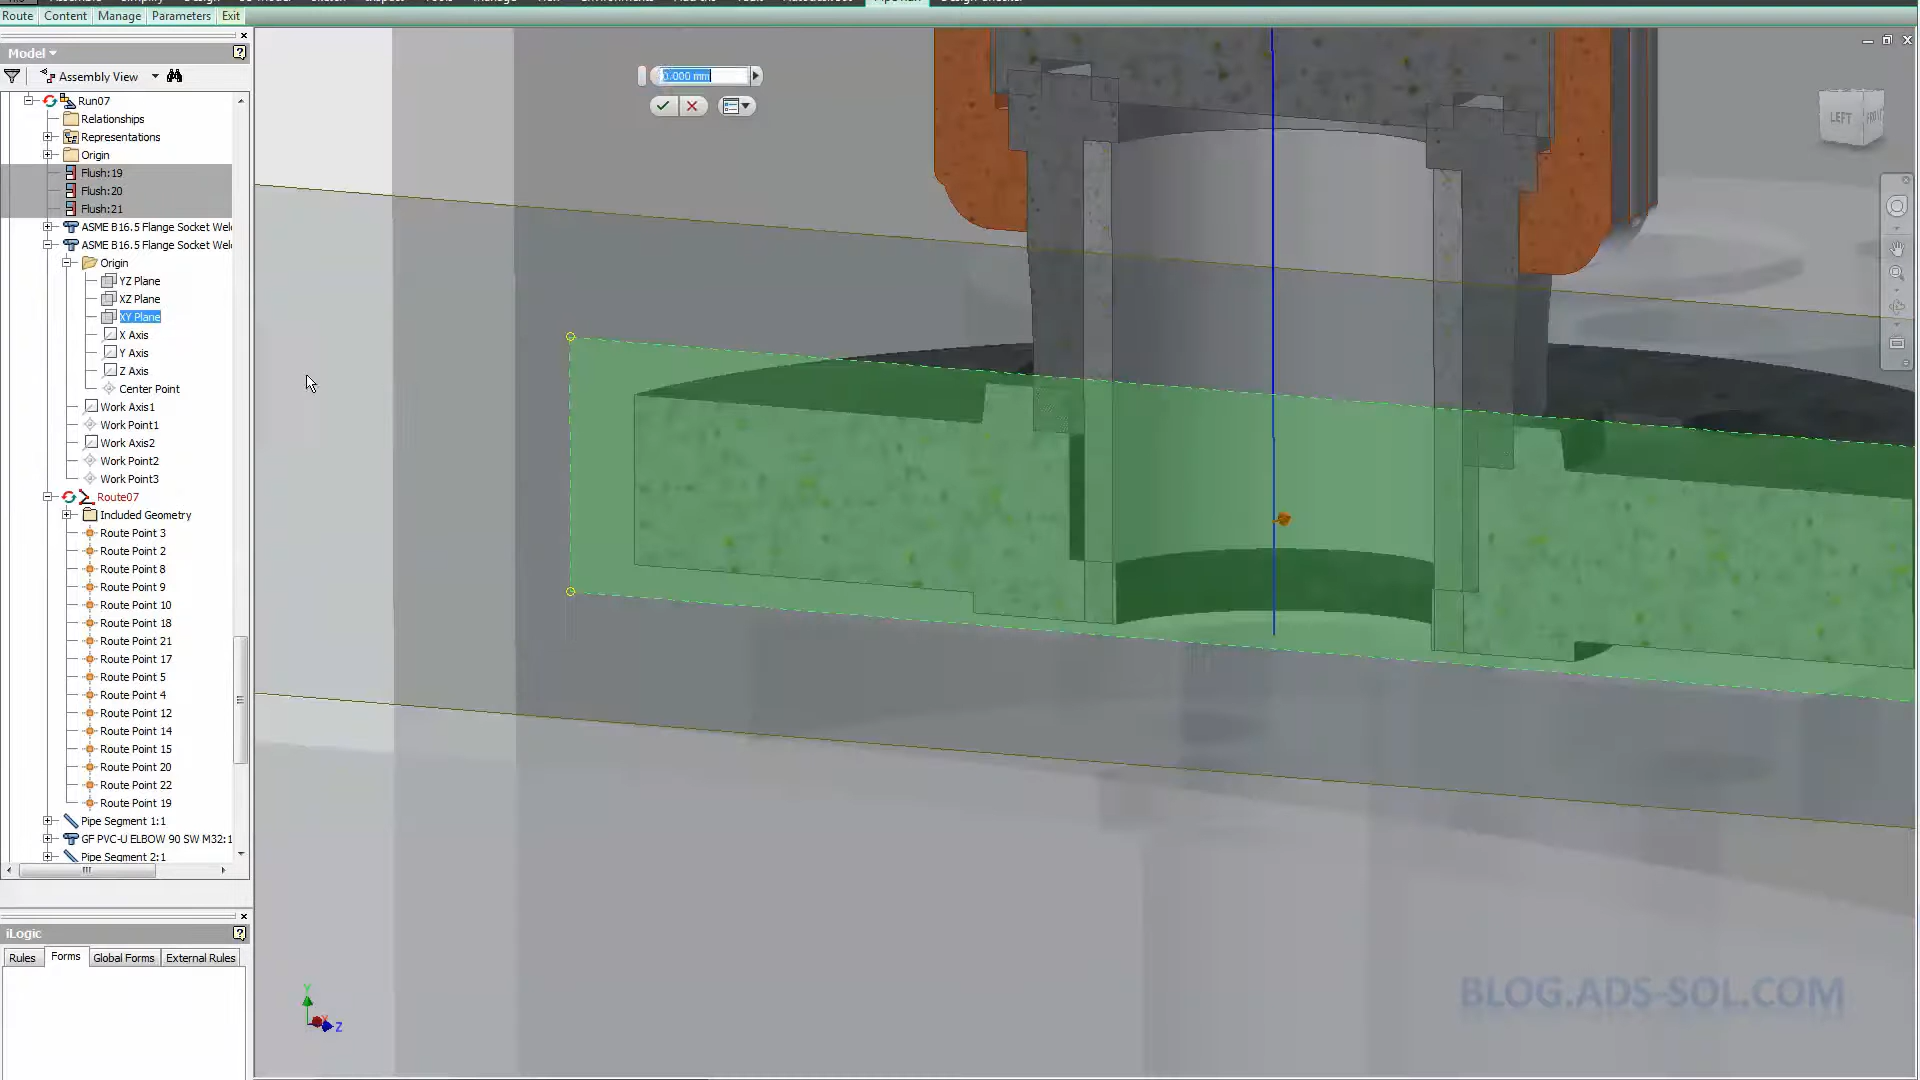 Route Content Manage Parameters Exit
Model
Assembly View
Run07
Relationships
Representations
Origin
Flush:19
Flush:20
Flush:21
ASME B16.5 Flange Socket Wel
ASME B16.5 Flange Socket Wel
Origin
YZ Plane
XZ Plane
XY Plane
X Axis
Y Axis
Z Axis
Center Point
Work Axis1
Work Point1
Work Axis2
Work Point2
Work Point3
Route07
Included Geometry
Route Point 3
Route Point 2
Route Point 8
Route Point 9
Route Point 10
Route Point 18
Route Point 21
Route Point 17
Route Point 5
Route Point 4
Route Point 12
Route Point 14
Route Point 15
Route Point 20
Route Point 22
Route Point 19
Pipe Segment 1:1
GF PVC-U ELBOW 90 SW M32:1
Pipe Segment 2:1
iLogic
Rules Forms Global Forms External Rules
0.000 mm
LEFT
Y
Z
BLOG.ADS-SOL.COM